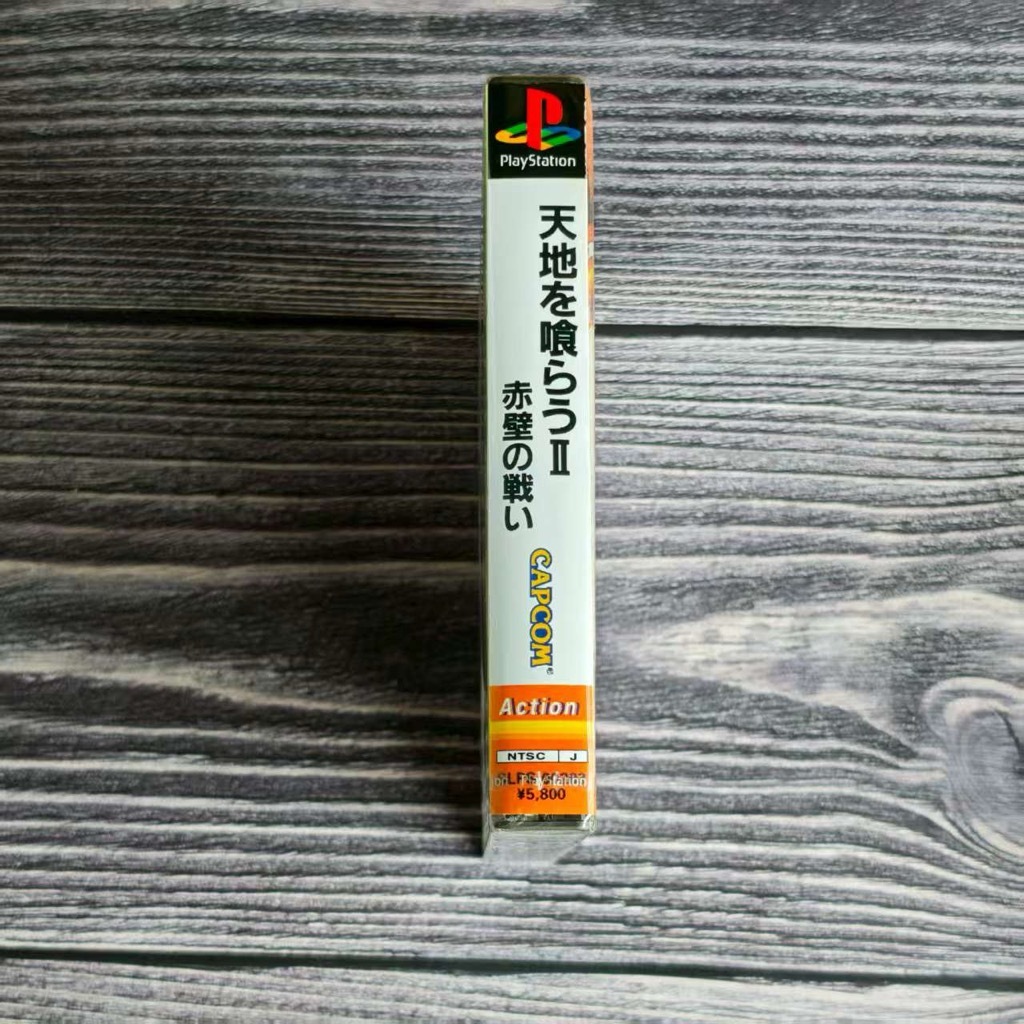 PlayStation
天地を喰らうⅡ
赤壁の戦い
CAPCOM
Action
NTSC J
PlayStation
¥5,800